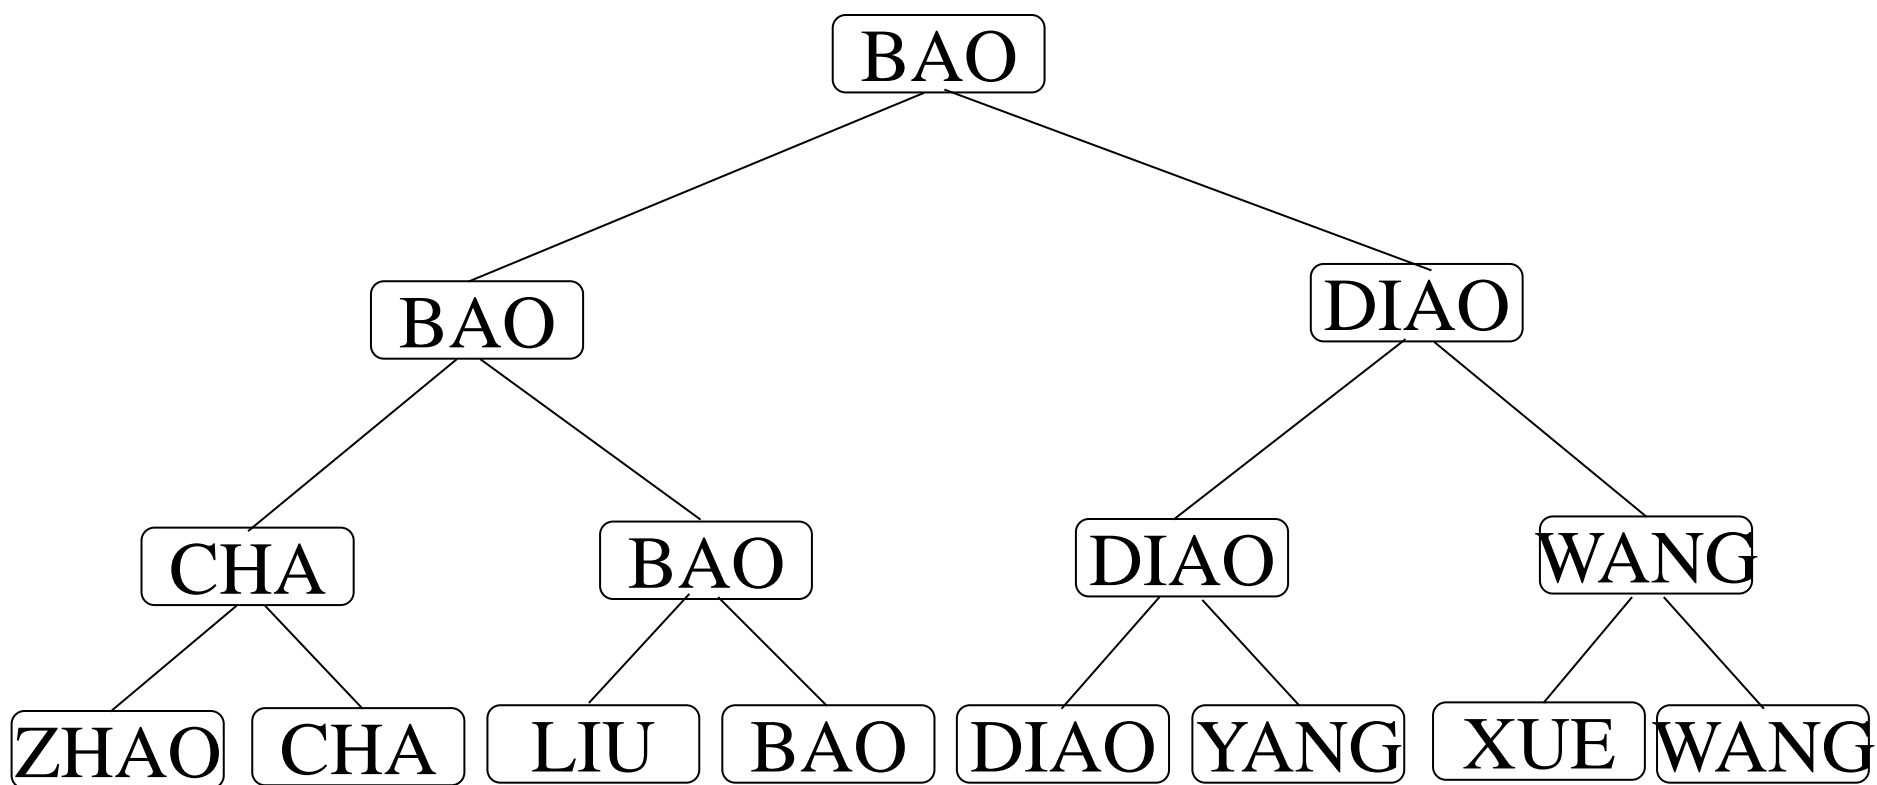 BAO
BAO DIAO
CHA BAO DIAO WANG
ZHAO CHA LIU BAO DIAO YANG XUE WANG